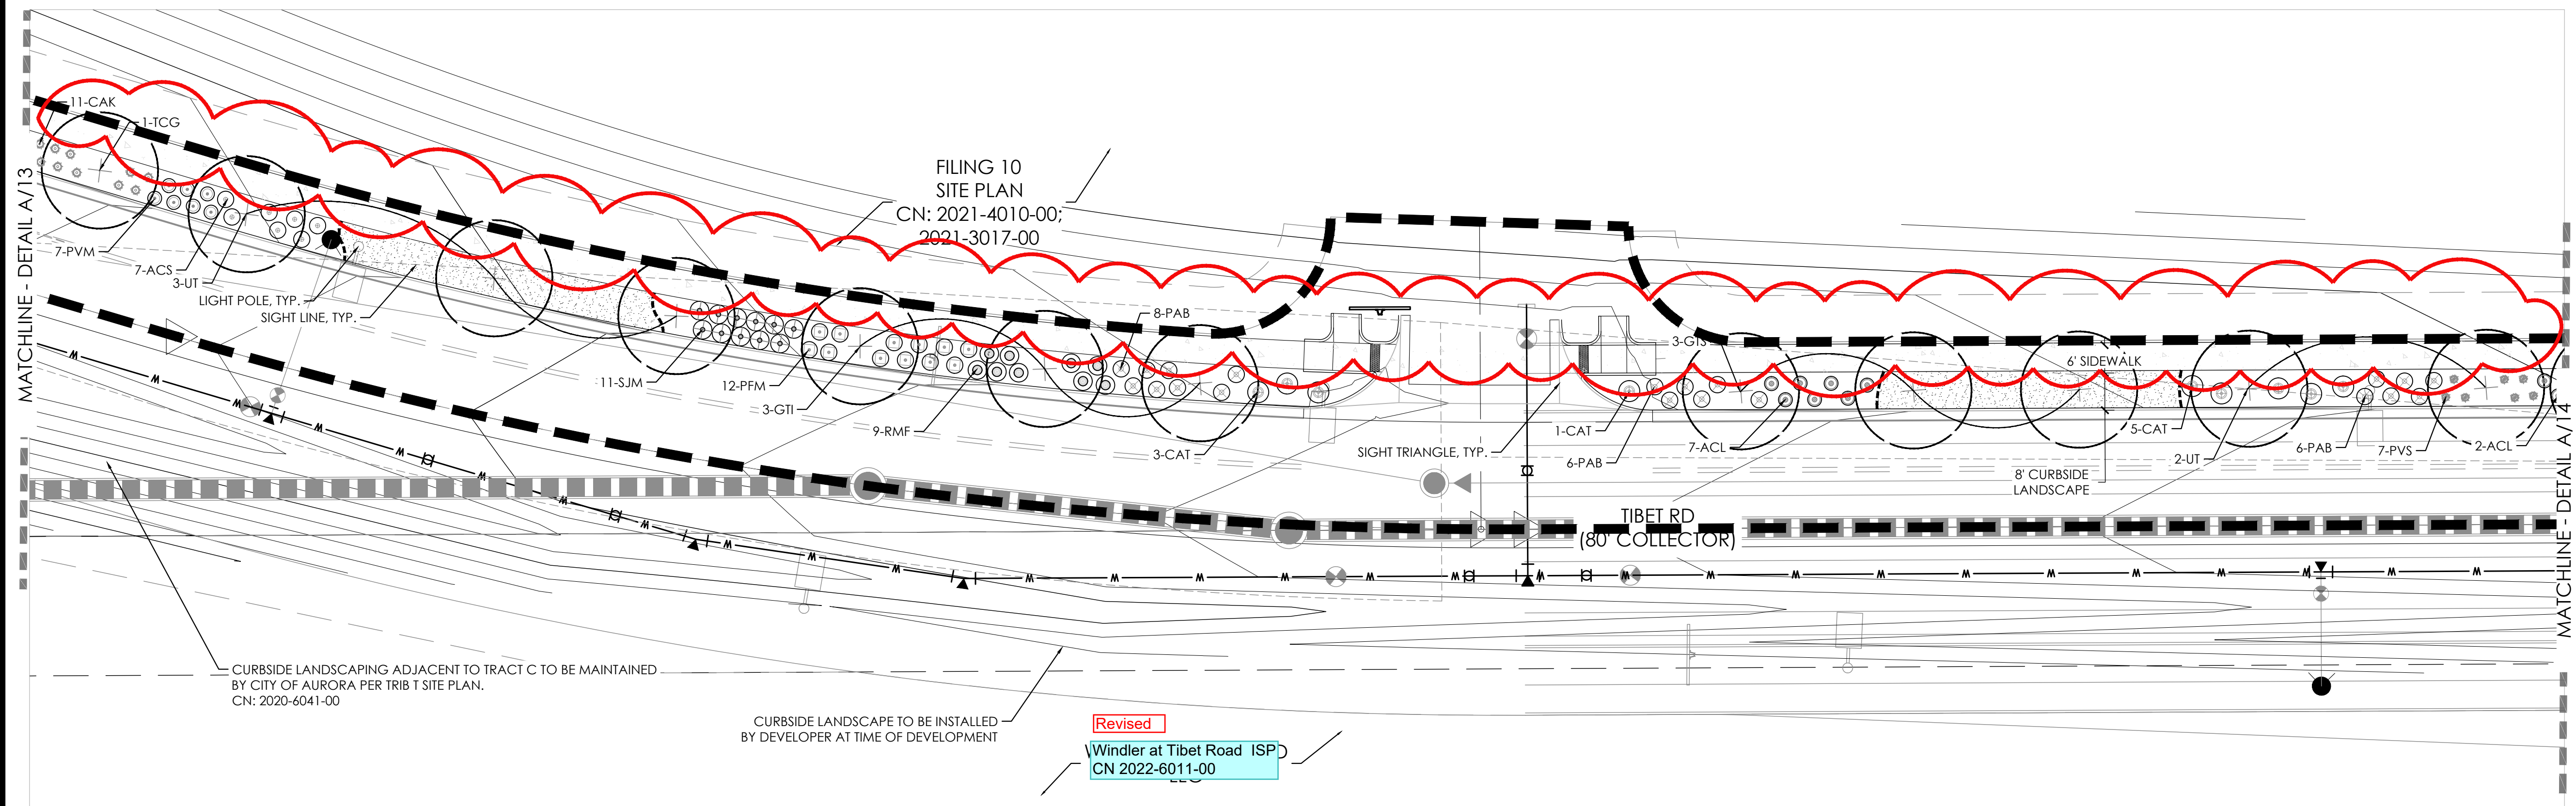 MATCHLINE - DETAIL A/13
11-CAK
1-TCG
7-PVM
7-ACS
3-UT
LIGHT POLE, TYP.
SIGHT LINE, TYP.
FILING 10
SITE PLAN
CN: 2021-4010-00;
2021-3017-00
11-SJM
12-PFM
3-GTI
9-RMF
8-PAB
3-CAT
SIGHT TRIANGLE, TYP.
3-GTS
1-CAT
6-PAB
7-ACL
6' SIDEWALK
8' CURBSIDE
LANDSCAPE
5-CAT
2-UT
6-PAB
7-PVS
2-ACL
MATCHLINE - DETAIL A/14
TIBET RD
(80' COLLECTOR)
W W W W W W W W W W W W W W W W W W W W W W W W W
CURBSIDE LANDSCAPING ADJACENT TO TRACT C TO BE MAINTAINED
BY CITY OF AURORA PER TRIB T SITE PLAN.
CN: 2020-6041-00
CURBSIDE LANDSCAPE TO BE INSTALLED
BY DEVELOPER AT TIME OF DEVELOPMENT
Revised
Windler at Tibet Road ISP
CN 2022-6011-00